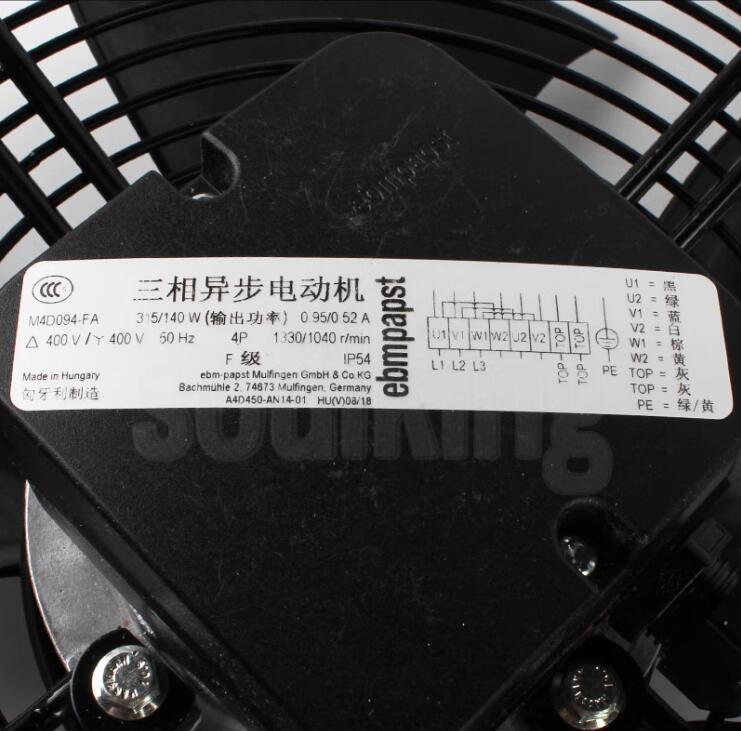 ebmpapst
CCC
三相异步电动机
M4D094-FA 315/140 W (输出功率) 0.95/0.52 A
△ 400 V/Y 400 V 50 Hz 4P 1330/1040 r/min
F 级 IP54
Made in Hungary
匈牙利制造
ebm-papst Mulfingen GmbH & Co KG
Bachmühle 2, 74673 Mulfingen, Germany
A4D450-AN14-01 HU(V)08/18
ebmpapst
U1 V1 W1 W2 U2 V2 TOP TOP
L1 L2 L3 TOP TOP PE
U1 = 黑
U2 = 绿
V1 = 蓝
V2 = 白
W1 = 棕
W2 = 黄
TOP = 灰
TOP = 灰
PE = 绿/黄
sodiking